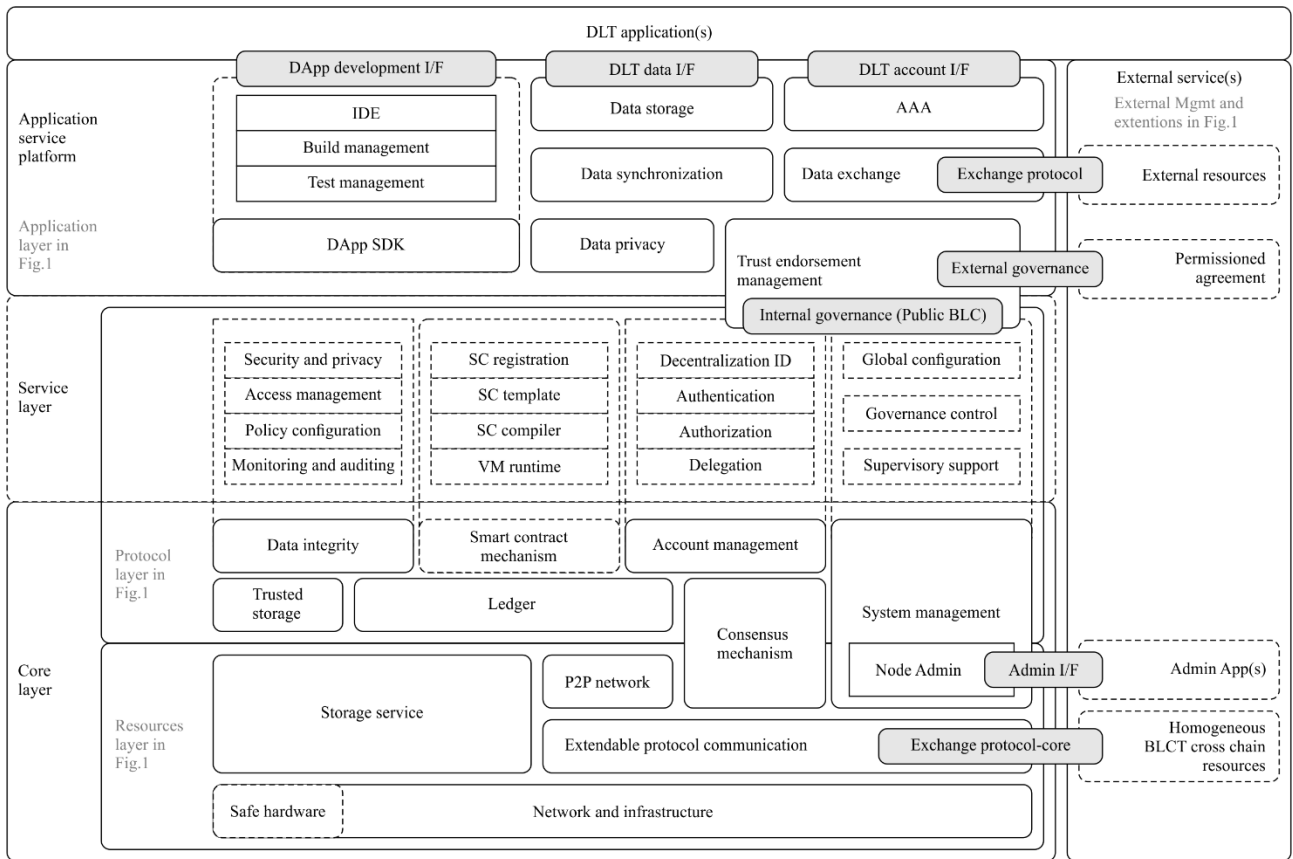 DLT application(s)
DApp development I/F
DLT data I/F
DLT account I/F
External service(s)
External Mgmt and
extentions in Fig.1
Application
service
platform
IDE
Build management
Test management
Data storage
AAA
Data synchronization
Data exchange
Exchange protocol
External resources
Application
layer in
Fig.1
DApp SDK
Data privacy
Trust endorsement
management
External governance
Permissioned
agreement
Internal governance (Public BLC)
Service
layer
Security and privacy
Access management
Policy configuration
Monitoring and auditing
SC registration
SC template
SC compiler
VM runtime
Decentralization ID
Authentication
Authorization
Delegation
Global configuration
Governance control
Supervisory support
Core
layer
Protocol
layer in
Fig.1
Data integrity
Smart contract
mechanism
Account management
Trusted
storage
Ledger
Consensus
mechanism
System management
Node Admin
Admin I/F
Admin App(s)
Resources
layer in
Fig.1
Storage service
P2P network
Extendable protocol communication
Exchange protocol-core
Homogeneous
BLCT cross chain
resources
Safe hardware
Network and infrastructure